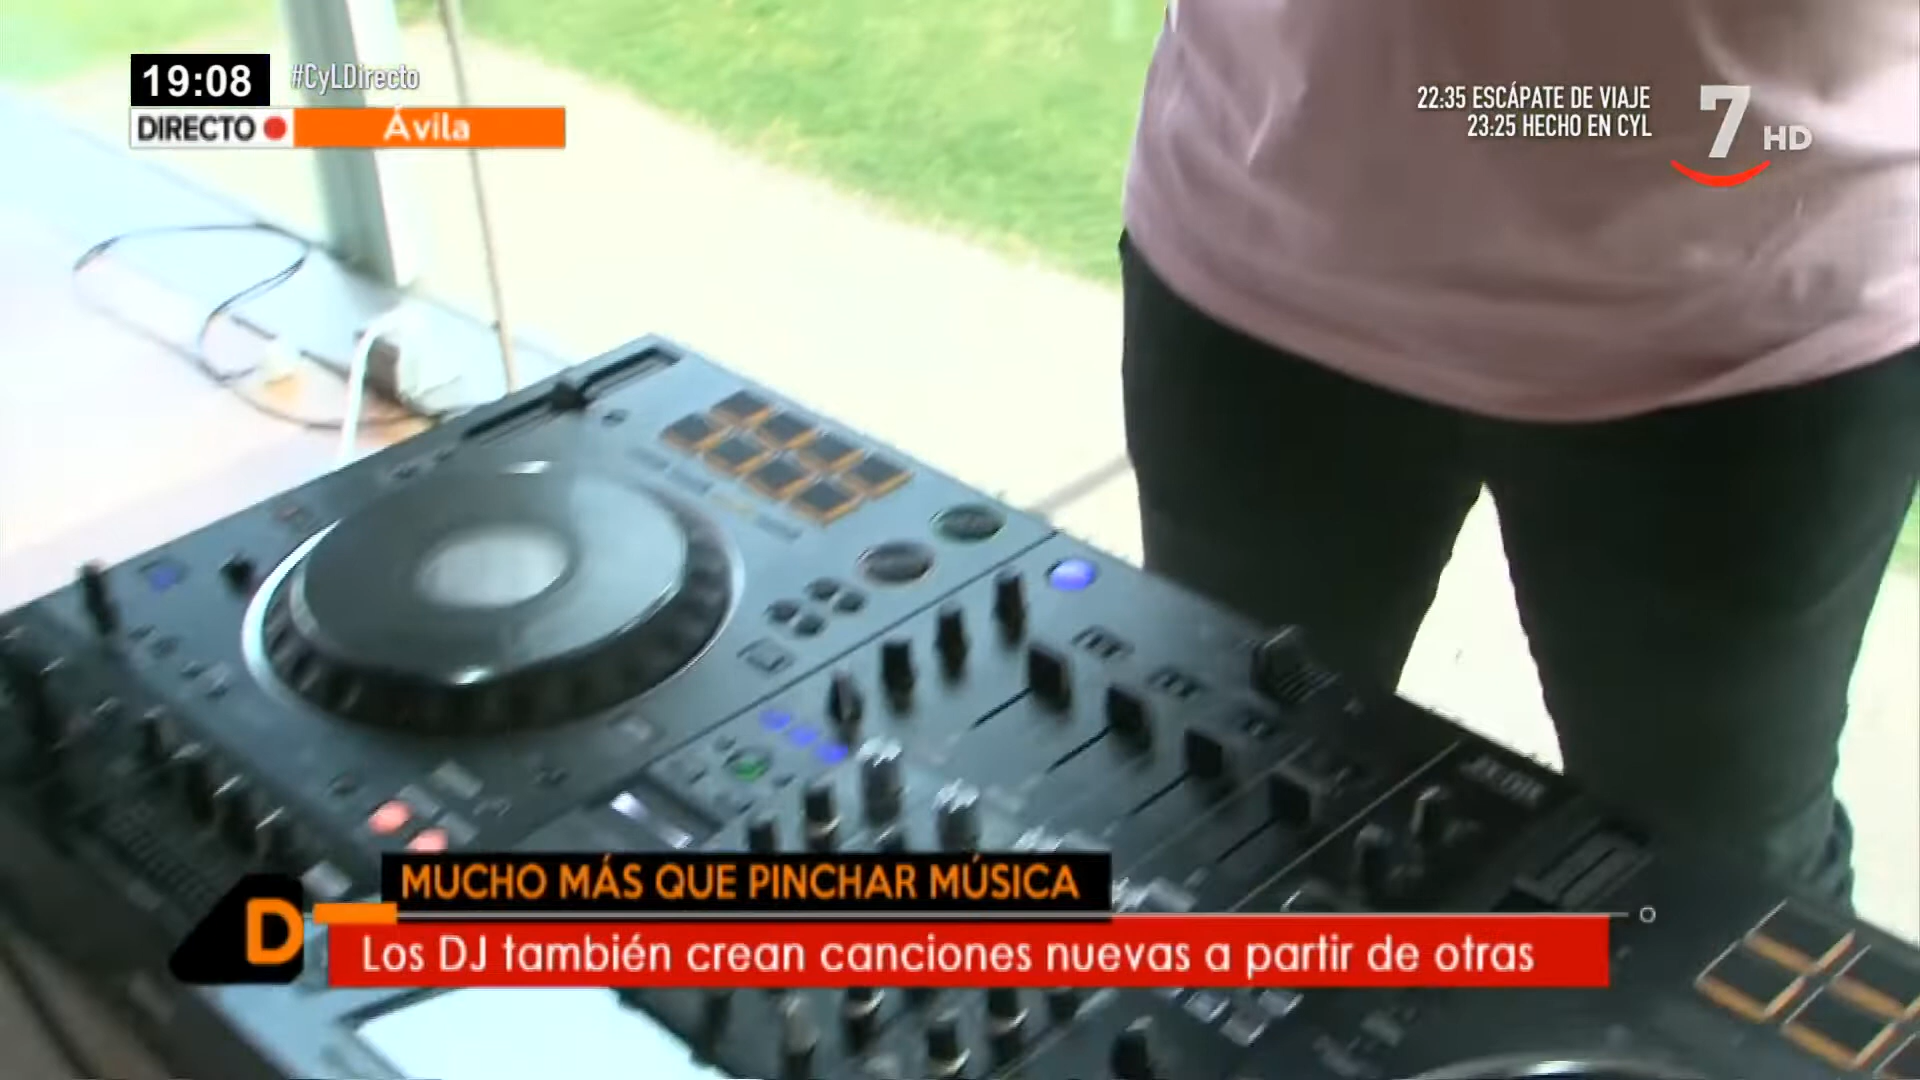 19:08
#CyLDirecto
DIRECTO
Ávila
22:35 ESCÁPATE DE VIAJE
23:25 HECHO EN CYL
7 HD
MUCHO MÁS QUE PINCHAR MÚSICA
D
Los DJ también crean canciones nuevas a partir de otras